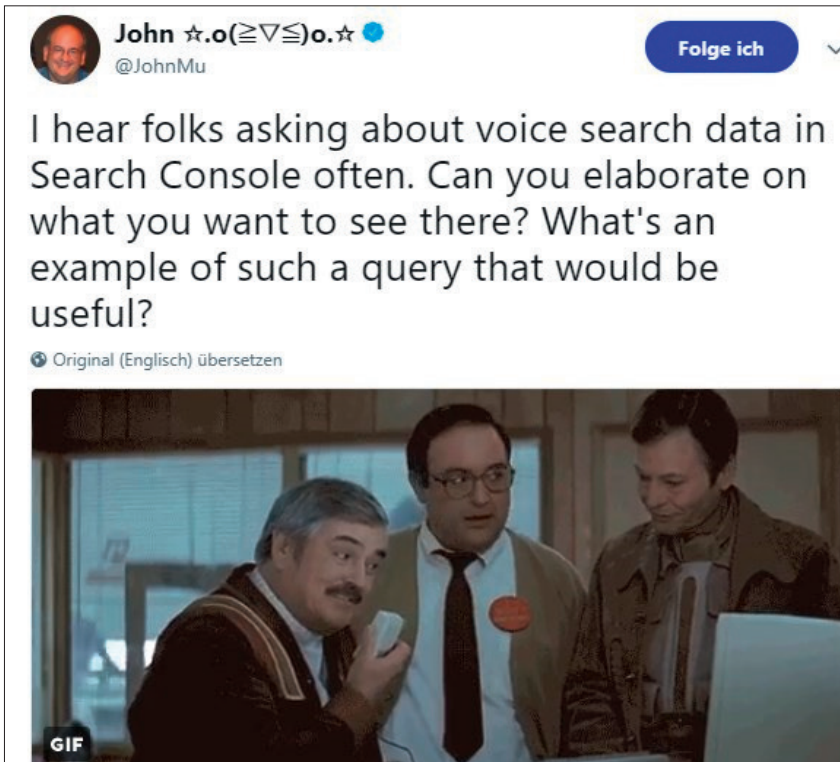 John ☆.o(≧▽≦)o.☆
@JohnMu
Folge ich
I hear folks asking about voice search data in
Search Console often. Can you elaborate on
what you want to see there? What's an
example of such a query that would be
useful?
Original (Englisch) übersetzen
GIF